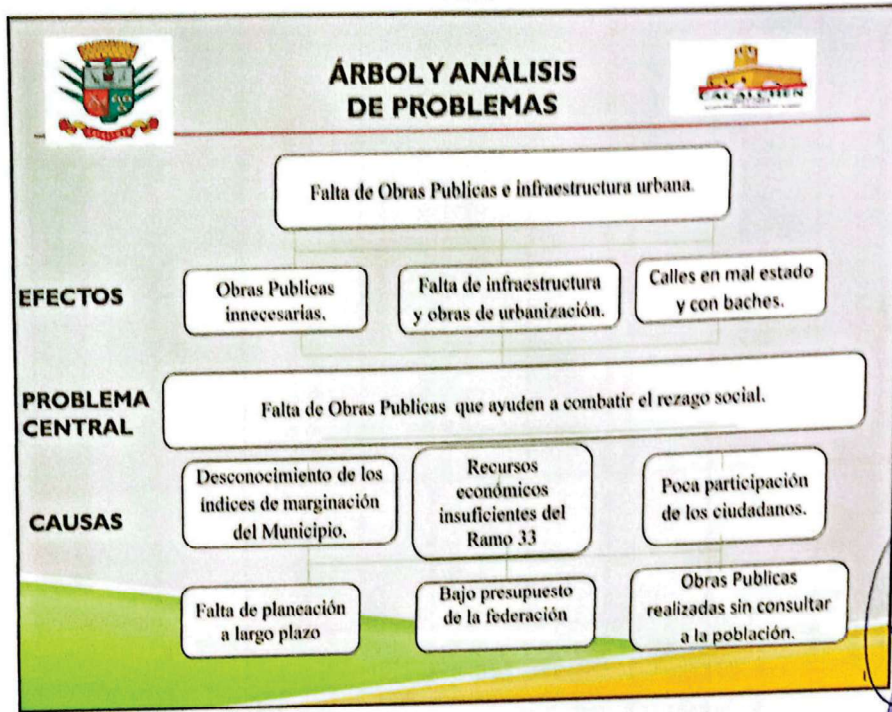 ÁRBOL Y ANÁLISIS
DE PROBLEMAS
CACALCHEN
Falta de Obras Publicas e infraestructura urbana.
EFECTOS
Obras Publicas
innecesarias.
Falta de infraestructura
y obras de urbanización.
Calles en mal estado
y con baches.
PROBLEMA
CENTRAL
Falta de Obras Publicas que ayuden a combatir el rezago social.
CAUSAS
Desconocimiento de los
índices de marginación
del Municipio.
Recursos
económicos
insuficientes del
Ramo 33
Poca participación
de los ciudadanos.
Falta de planeación
a largo plazo
Bajo presupuesto
de la federación
Obras Publicas
realizadas sin consultar
a la población.